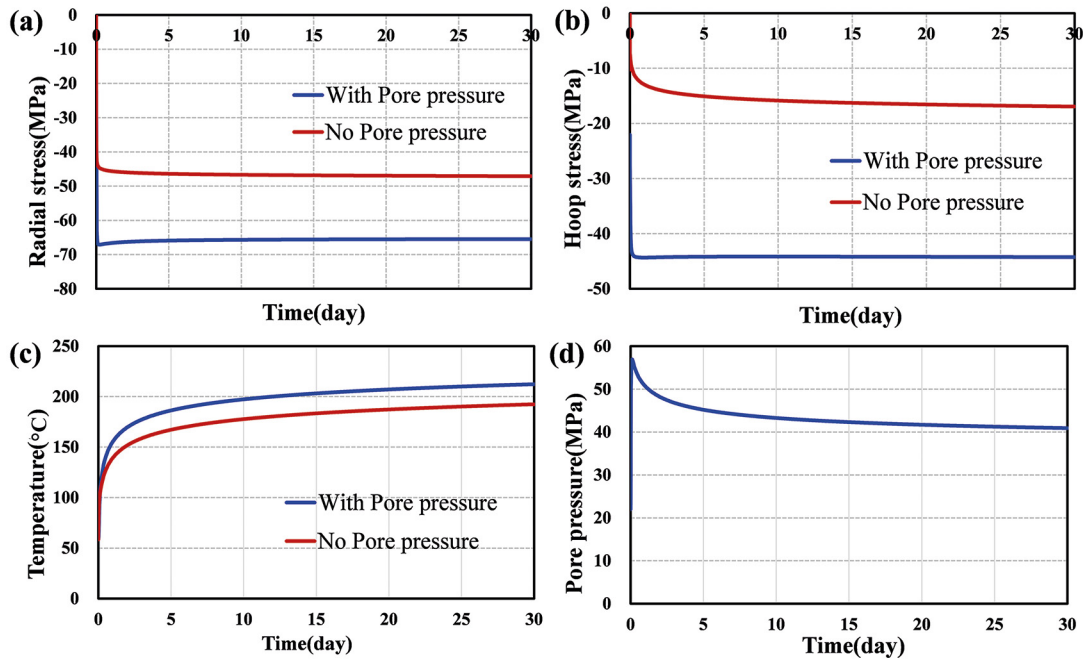 (a)
0
0 5 10 15 20 25 30
-10
-20
-30
-40
-50
-60
-70
-80
Radial stress(MPa)
With Pore pressure
No Pore pressure
Time(day)
(b)
0
0 5 10 15 20 25 30
-10
-20
-30
-40
-50
Hoop stress(MPa)
With Pore pressure
No Pore pressure
Time(day)
(c)
250
200
150
100
50
0
0 5 10 15 20 25 30
Temperature(°C)
With Pore pressure
No Pore pressure
Time(day)
(d)
60
50
40
30
20
10
0
0 5 10 15 20 25 30
Pore pressure(MPa)
Time(day)